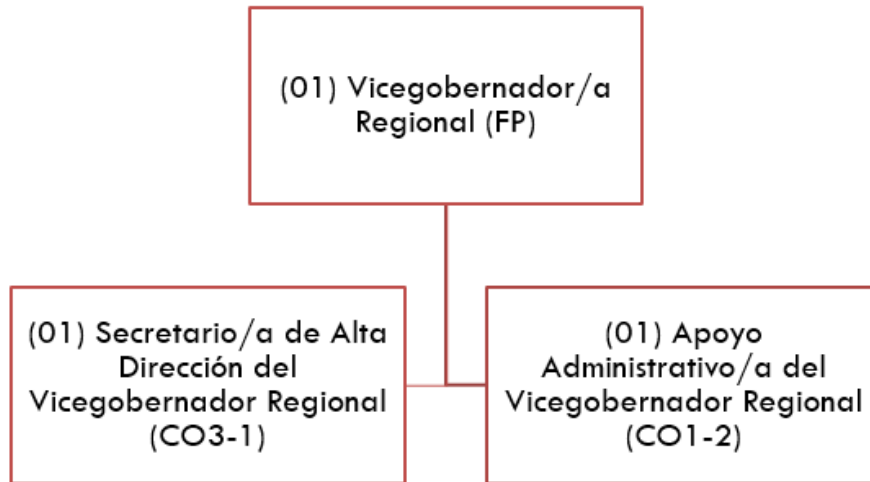 (01) Vicegobernador/a
Regional (FP)
(01) Secretario/a de Alta
Dirección del
Vicegobernador Regional
(CO3-1)
(01) Apoyo
Administrativo/a del
Vicegobernador Regional
(CO1-2)